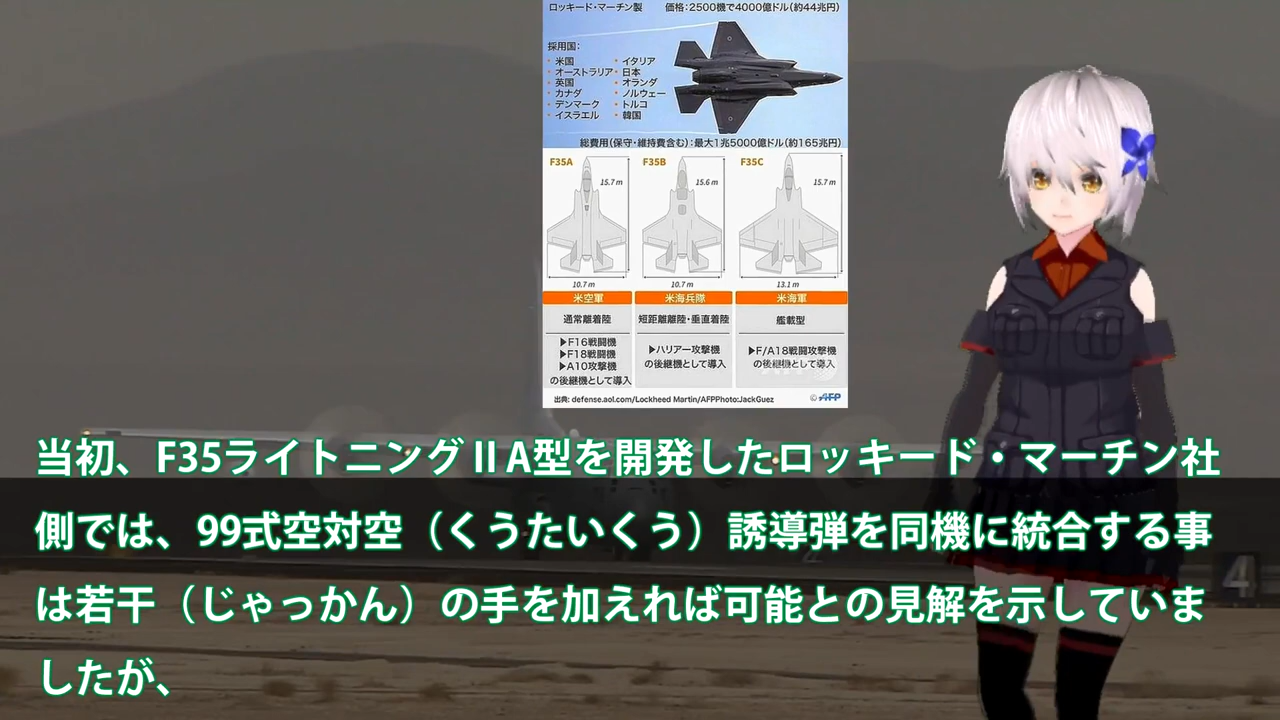 ロッキード・マーチン製 価格：2500機で4000億ドル（約44兆円）
採用国：
・米国 ・イタリア
・オーストラリア ・日本
・英国 ・オランダ
・カナダ ・ノルウェー
・デンマーク ・トルコ
・イスラエル ・韓国
総費用（保守・維持費含む）：最大1兆5000億ドル（約165兆円）
F35A F35B F35C
15.7 m 15.6 m 15.7 m
10.7 m 10.7 m 13.1 m
米空軍 米海兵隊 米海軍
通常離着陸 短距離離陸・垂直着陸 艦載型
▶F16戦闘機
▶F18戦闘機
▶A10攻撃機
の後継機として導入
▶ハリアー攻撃機
の後継機として導入
▶F/A18戦闘攻撃機
の後継機として導入
出典: defense.aol.com/Lockheed Martin/AFPPhoto:JackGuez ©AFP
当初、F35ライトニングⅡA型を開発したロッキード・マーチン社
側では、99式空対空（くうたいくう）誘導弾を同機に統合する事
は若干（じゃっかん）の手を加えれば可能との見解を示していま
したが、
4